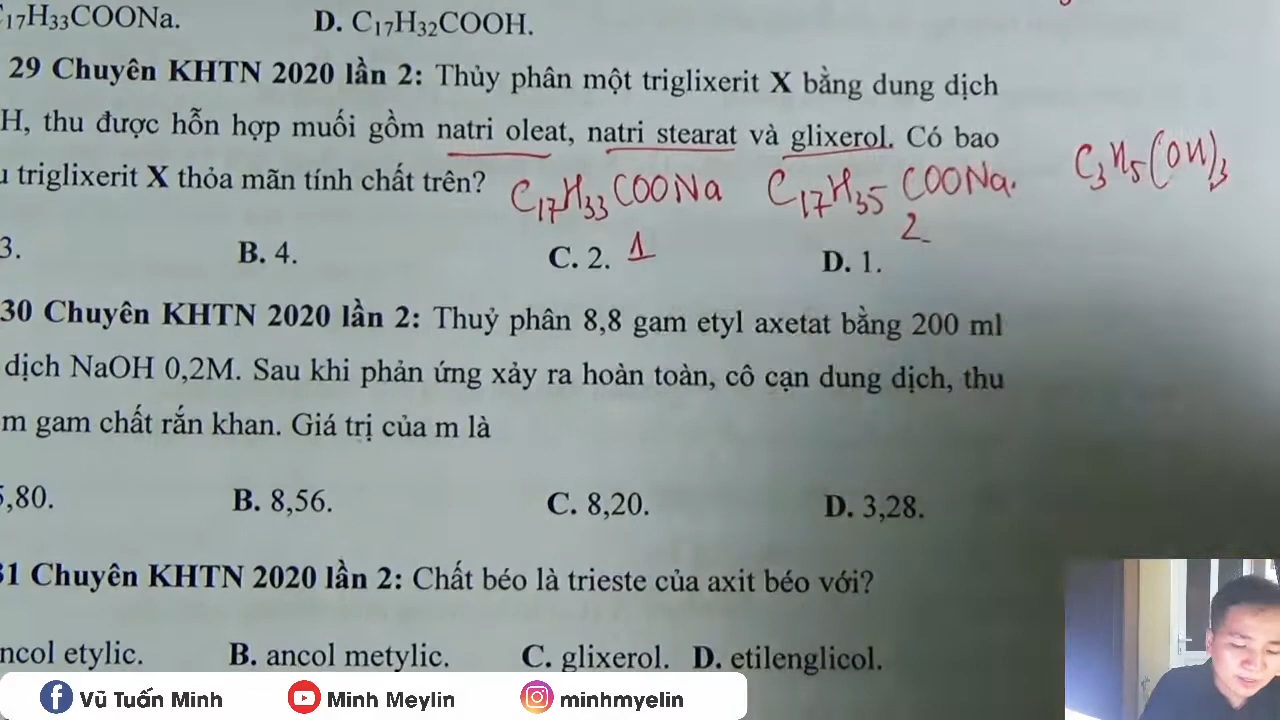 17H33COONa. D. C17H32COOH.
29 Chuyên KHTN 2020 lần 2: Thủy phân một triglixerit X bằng dung dịch
H, thu được hỗn hợp muối gồm natri oleat, natri stearat và glixerol. Có bao
triglixerit X thỏa mãn tính chất trên?
C17H33COONa C17H35COONa. C3H5(OH)3
1 2
3. B. 4. C. 2. D. 1.
30 Chuyên KHTN 2020 lần 2: Thuỷ phân 8,8 gam etyl axetat bằng 200 ml
dịch NaOH 0,2M. Sau khi phản ứng xảy ra hoàn toàn, cô cạn dung dịch, thu
m gam chất rắn khan. Giá trị của m là
,80. B. 8,56. C. 8,20. D. 3,28.
31 Chuyên KHTN 2020 lần 2: Chất béo là trieste của axit béo với?
ncol etylic. B. ancol metylic. C. glixerol. D. etilenglicol.
Vũ Tuấn Minh Minh Meylin minhmyelin